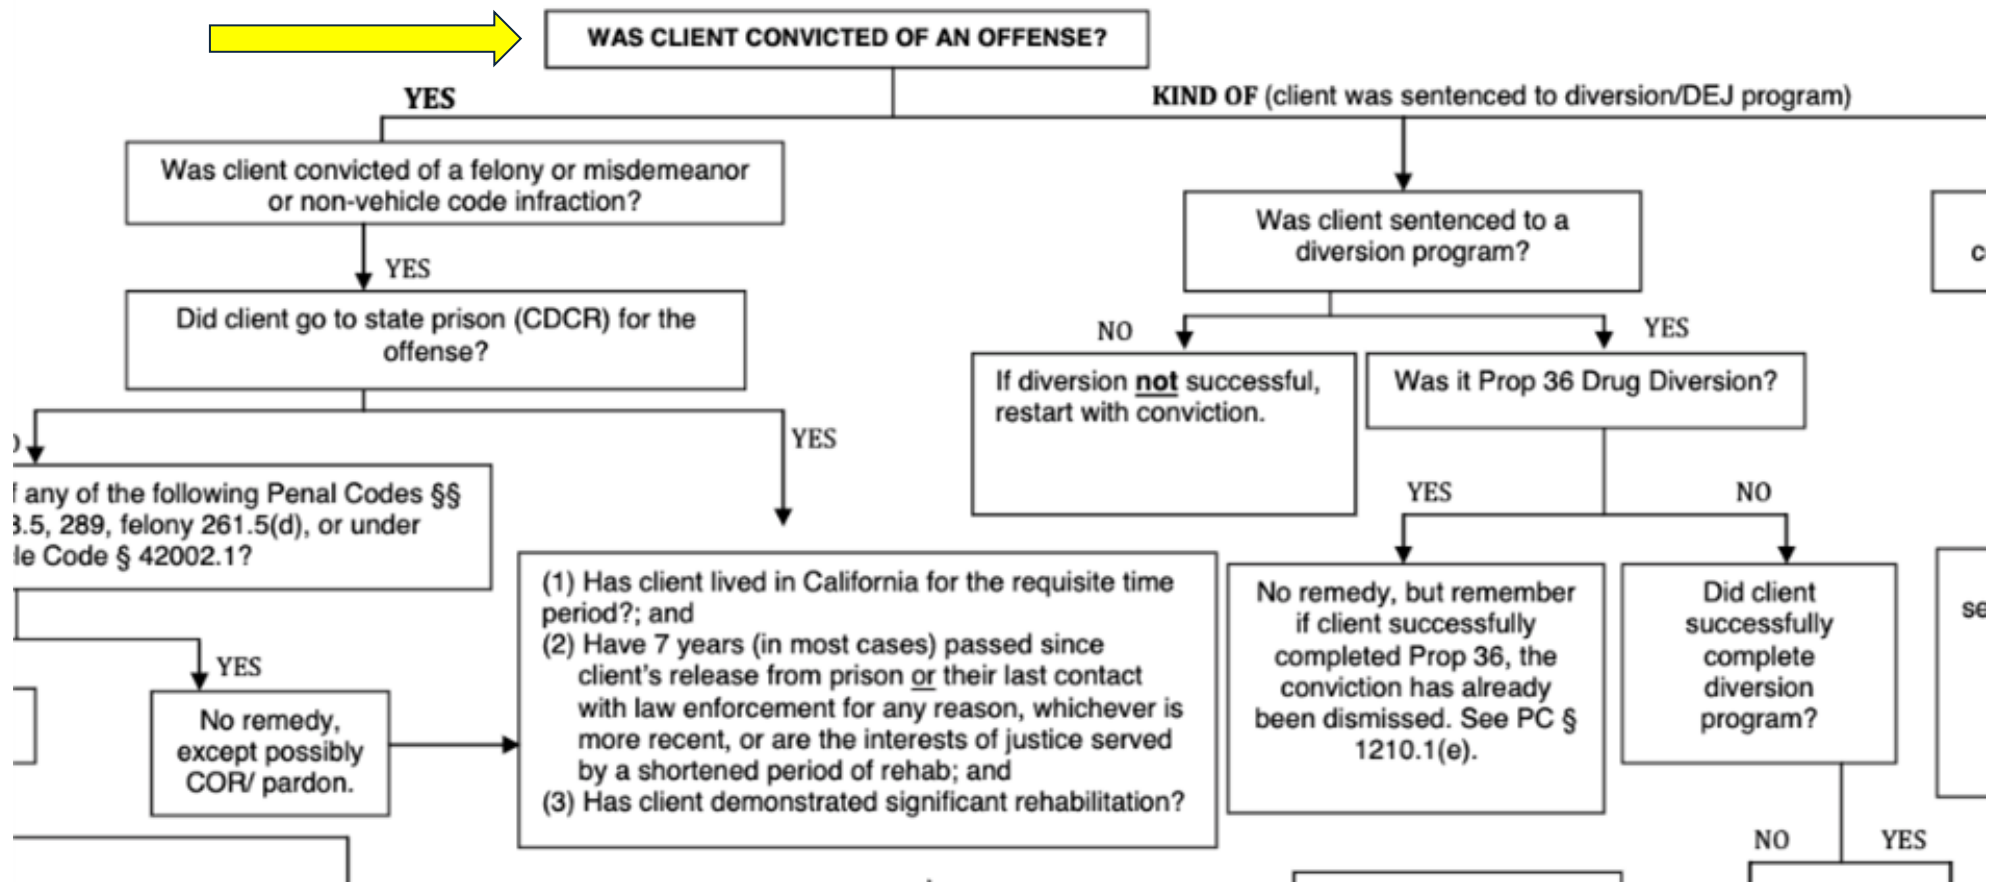 WAS CLIENT CONVICTED OF AN OFFENSE?
YES
KIND OF (client was sentenced to diversion/DEJ program)
Was client convicted of a felony or misdemeanor
or non-vehicle code infraction?
YES
Did client go to state prison (CDCR) for the
offense?
YES
any of the following Penal Codes §§
3.5, 289, felony 261.5(d), or under
Code § 42002.1?
YES
No remedy,
except possibly
COR/ pardon.
(1) Has client lived in California for the requisite time
period?; and
(2) Have 7 years (in most cases) passed since
client's release from prison or their last contact
with law enforcement for any reason, whichever is
more recent, or are the interests of justice served
by a shortened period of rehab; and
(3) Has client demonstrated significant rehabilitation?
Was client sentenced to a
diversion program?
NO
YES
If diversion not successful,
restart with conviction.
Was it Prop 36 Drug Diversion?
YES
NO
No remedy, but remember
if client successfully
completed Prop 36, the
conviction has already
been dismissed. See PC §
1210.1(e).
Did client
successfully
complete
diversion
program?
NO
YES
c
se